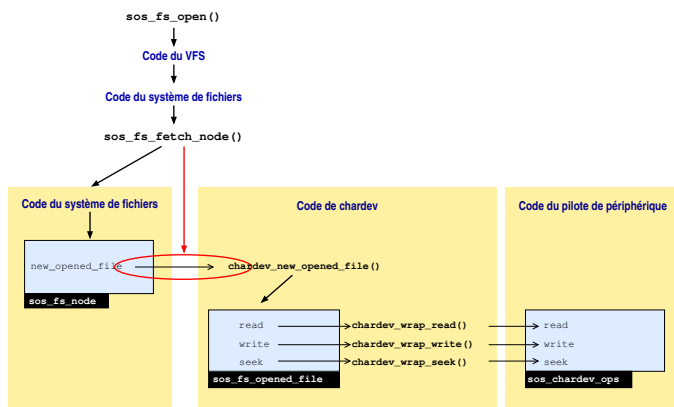 sos_fs_open()
Code du VFS
Code du système de fichiers
sos_fs_fetch_node()
Code du système de fichiers
new_opened_file
sos_fs_node
Code de chardev
chardev_new_opened_file()
read
chardev_wrap_read()
write
chardev_wrap_write()
seek
chardev_wrap_seek()
sos_fs_opened_file
Code du pilote de périphérique
read
write
seek
sos_chardev_ops